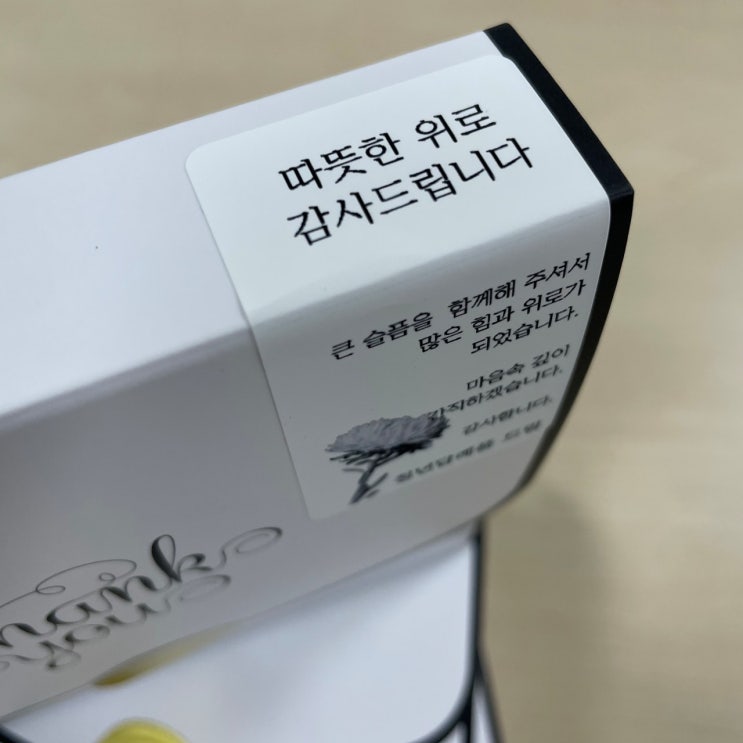 따뜻한 위로
감사드립니다
큰 슬픔을 함께해 주셔서
많은 힘과 위로가
되었습니다.
마음속 깊이
간직하겠습니다.
감사합니다.
드림
Thank
You